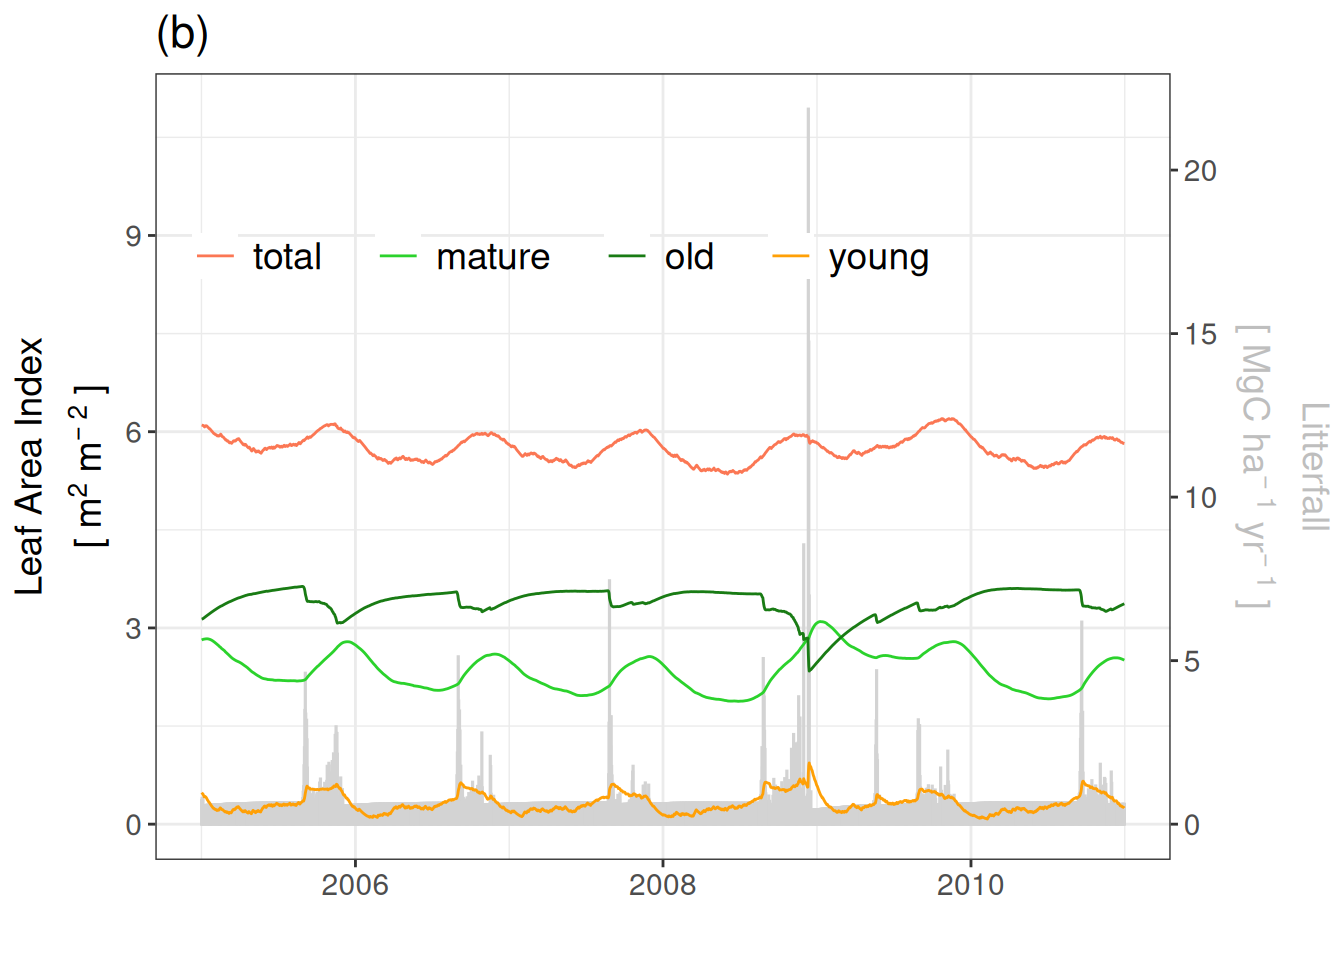 (b)
Leaf Area Index
[ m² m⁻² ]
9
6
3
0
total mature old young
20
15
10
5
0
Litterfall
[ MgC ha⁻¹ yr⁻¹ ]
2006 2008 2010